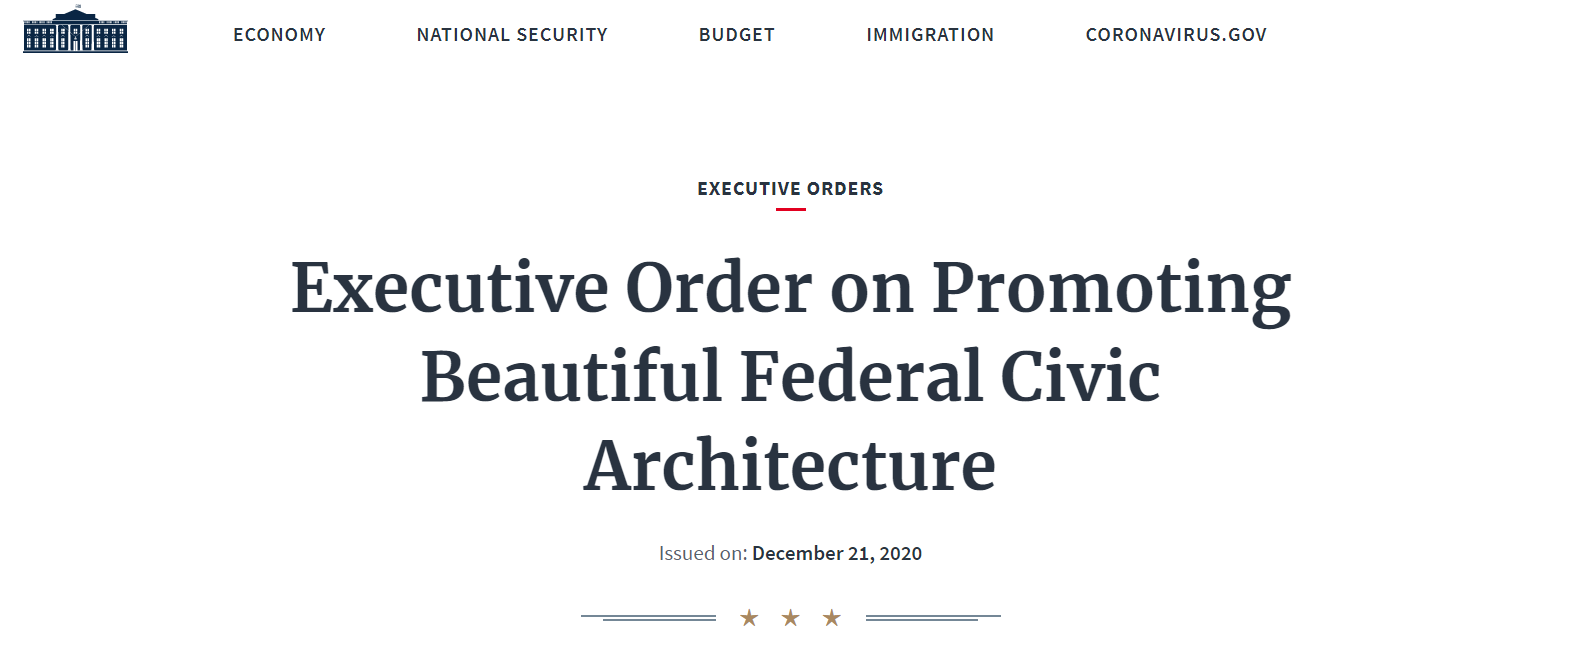 ECONOMY NATIONAL SECURITY BUDGET IMMIGRATION CORONAVIRUS.GOV
EXECUTIVE ORDERS
Executive Order on Promoting
Beautiful Federal Civic
Architecture
Issued on: December 21, 2020